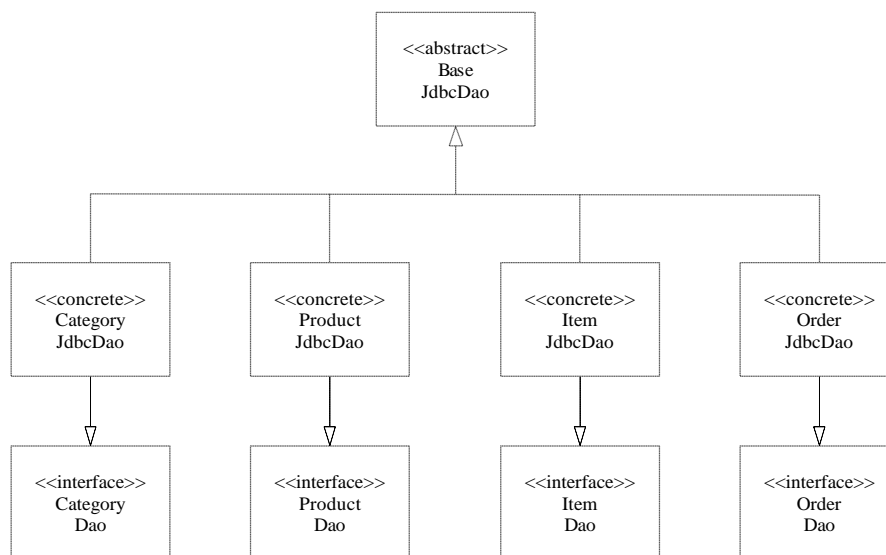 <<abstract>>
Base
JdbcDao
<<concrete>>
Category
JdbcDao
<<concrete>>
Product
JdbcDao
<<concrete>>
Item
JdbcDao
<<concrete>>
Order
JdbcDao
<<interface>>
Category
Dao
<<interface>>
Product
Dao
<<interface>>
Item
Dao
<<interface>>
Order
Dao